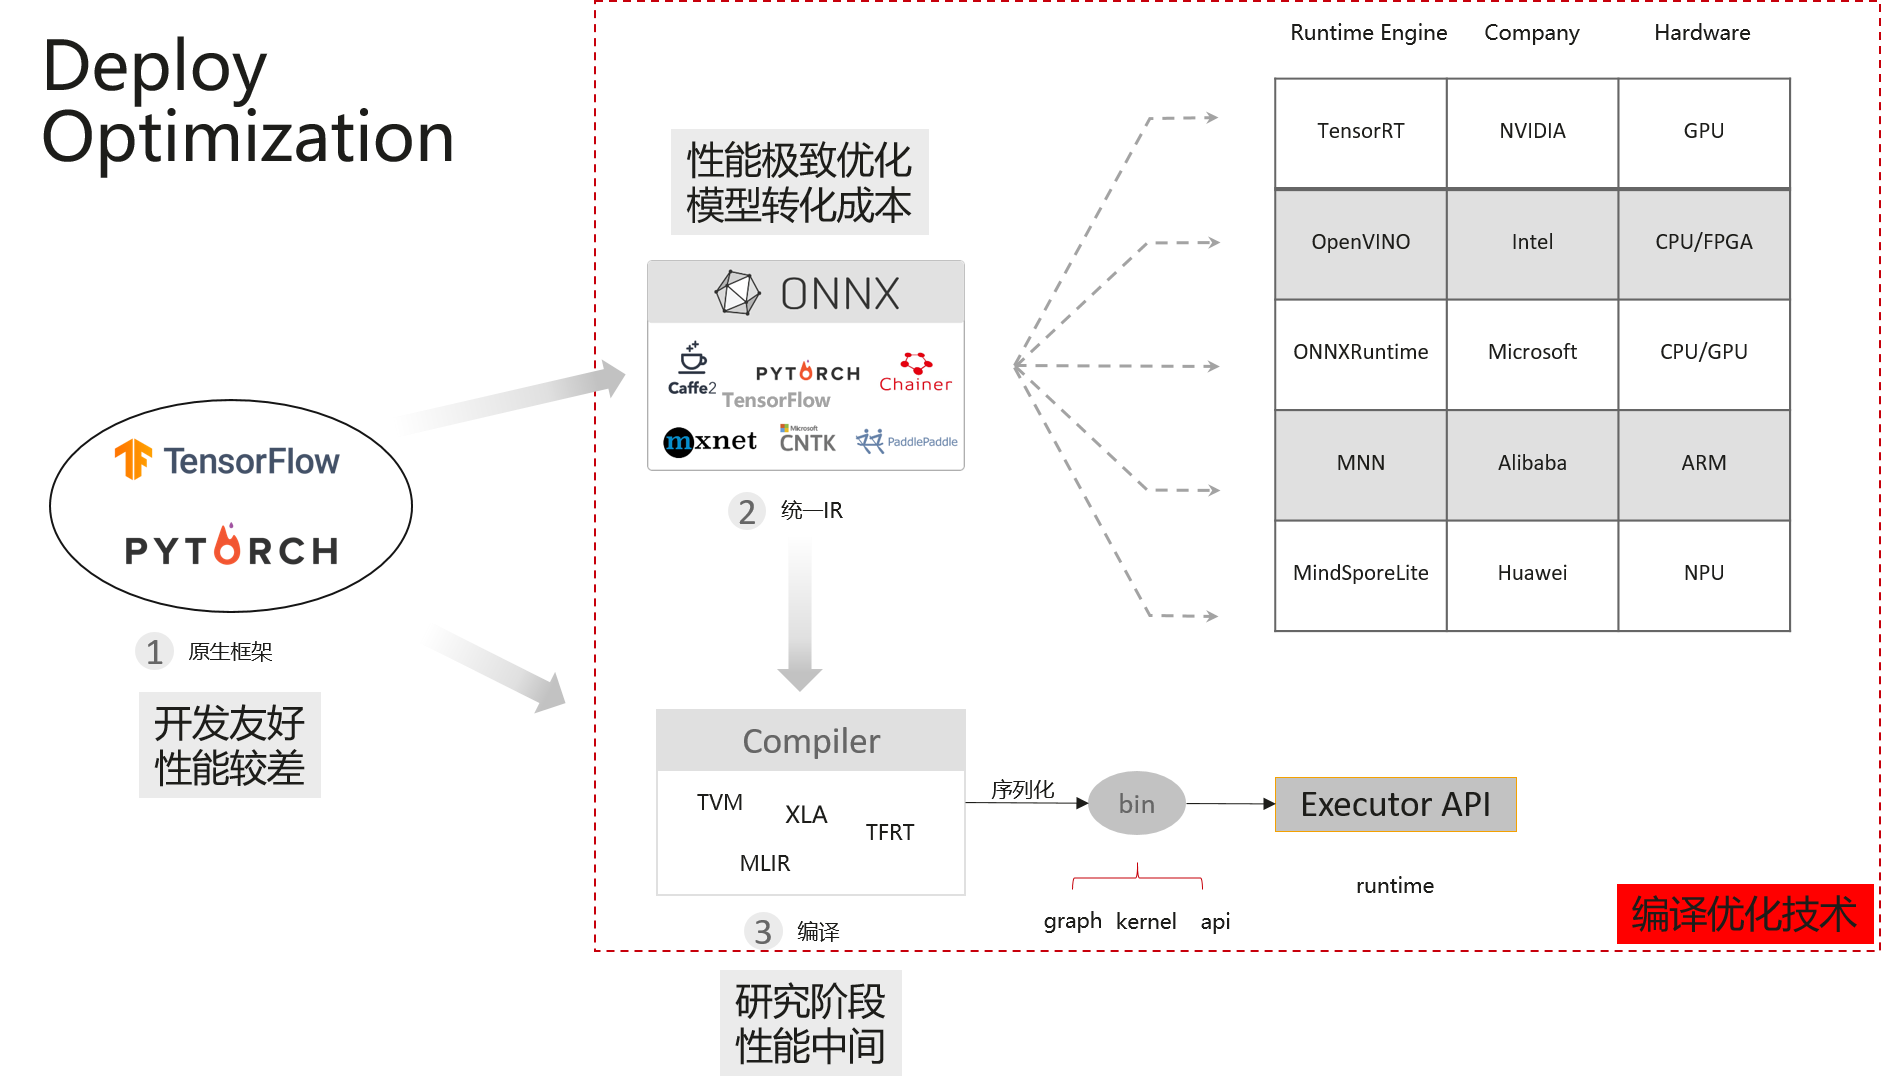 Deploy
Optimization
TensorFlow
PYTORCH
1 原生框架
开发友好
性能较差
性能极致优化
模型转化成本
ONNX
Caffe2
PYTORCH
Chainer
TensorFlow
mxnet
Microsoft
CNTK
PaddlePaddle
2 统一IR
Runtime Engine Company Hardware
TensorRT NVIDIA GPU
OpenVINO Intel CPU/FPGA
ONNXRuntime Microsoft CPU/GPU
MNN Alibaba ARM
MindSporeLite Huawei NPU
Compiler
TVM
XLA
TFRT
MLIR
3 编译
研究阶段
性能中间
序列化
bin
Executor API
graph kernel api
runtime
编译优化技术